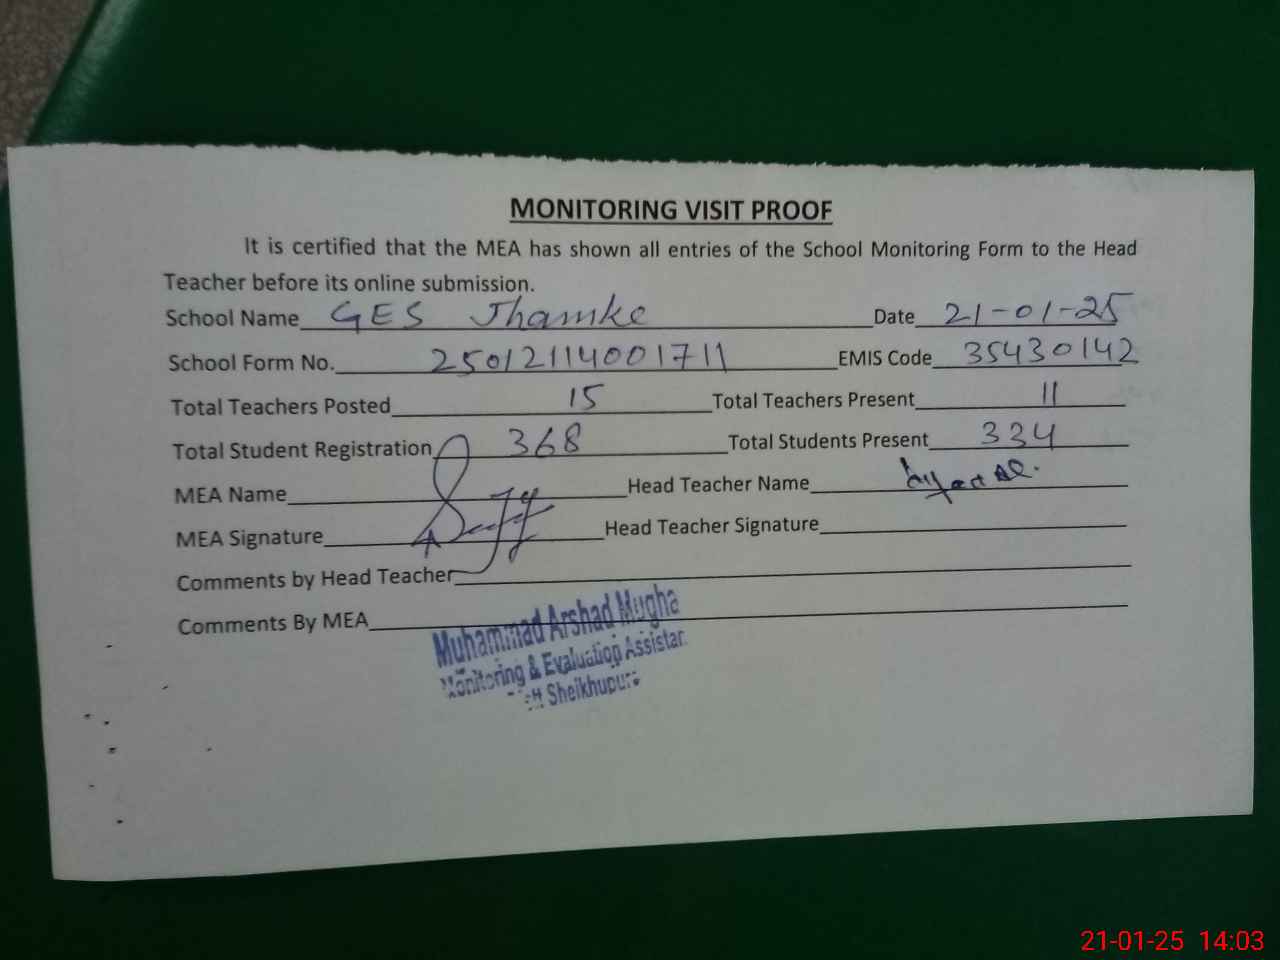 MONITORING VISIT PROOF
It is certified that the MEA has shown all entries of the School Monitoring Form to the Head
Teacher before its online submission.
School Name GES Jhamke Date 21-01-25
School Form No. 25012114001711 EMIS Code 35430142
Total Teachers Posted 15 Total Teachers Present 11
Total Student Registration 368 Total Students Present 334
MEA Name Head Teacher Name
MEA Signature Head Teacher Signature
Comments by Head Teacher
Comments By MEA
Muhammad Arshad Mugha
Monitoring & Evaluation Assistan
Sheikhupura
21-01-25 14:03